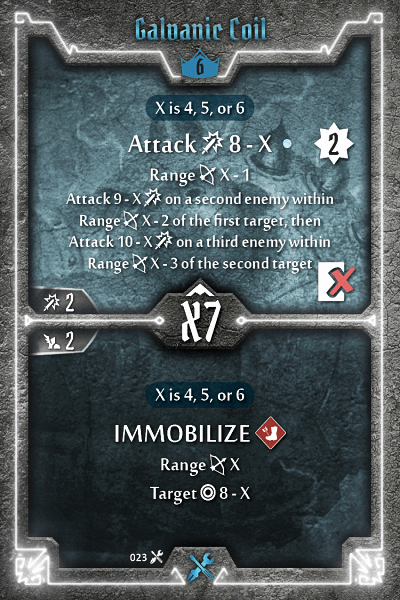 Galvanic Coil
6
X is 4, 5, or 6
Attack 8 - X
2
Range X - 1
Attack 9 - X on a second enemy within
Range X - 2 of the first target, then
Attack 10 - X on a third enemy within
Range X - 3 of the second target
2
2
X is 4, 5, or 6
IMMOBILIZE
Range X
Target 8 - X
023